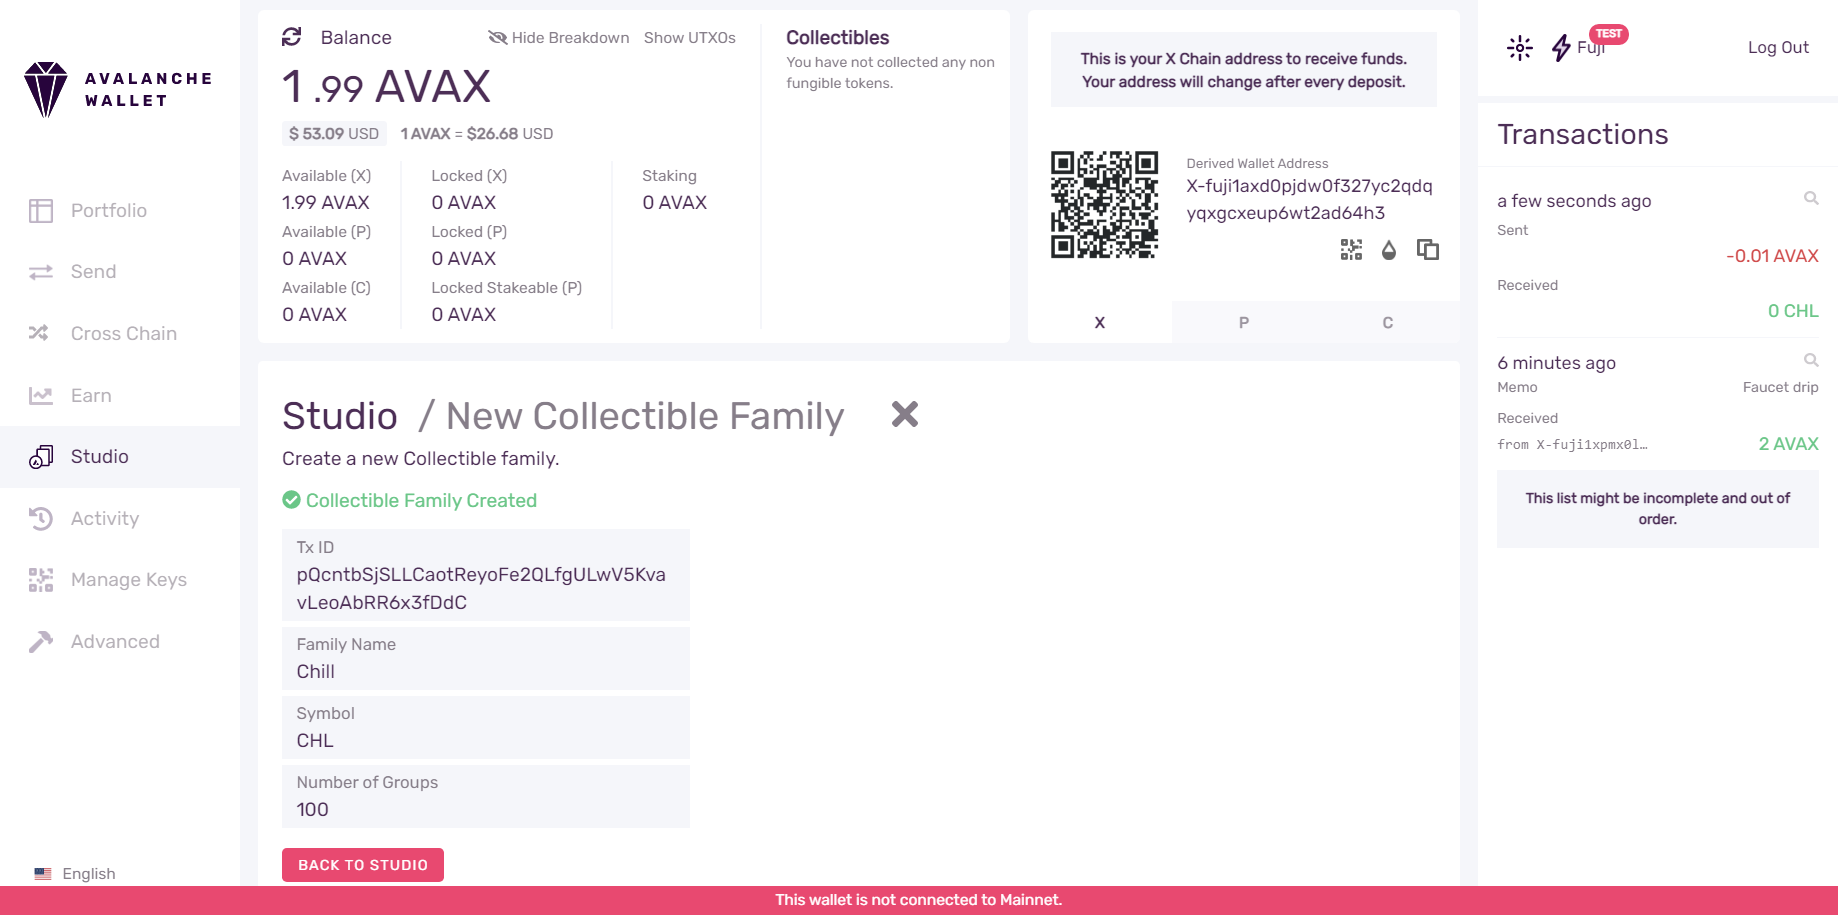 AVALANCHE
WALLET
Portfolio
Send
Cross Chain
Earn
Studio
Activity
Manage Keys
Advanced
English
Balance
Hide Breakdown Show UTXOs
1 .99 AVAX
$ 53.09 USD 1 AVAX = $26.68 USD
Available (X)
1.99 AVAX
Available (P)
0 AVAX
Available (C)
0 AVAX
Locked (X)
0 AVAX
Locked (P)
0 AVAX
Locked Stakeable (P)
0 AVAX
Staking
0 AVAX
Collectibles
You have not collected any non
fungible tokens.
This is your X Chain address to receive funds.
Your address will change after every deposit.
Derived Wallet Address
X-fuji1axd0pjdw0f327yc2qdq
yqxgcxeup6wt2ad64h3
X P C
Studio / New Collectible Family
Create a new Collectible family.
Collectible Family Created
Tx ID
pQcntbSjSLLCaotReyoFe2QLfgULwV5Kva
vLeoAbRR6x3fDdC
Family Name
Chill
Symbol
CHL
Number of Groups
100
BACK TO STUDIO
Fuji TEST
Log Out
Transactions
a few seconds ago
Sent
-0.01 AVAX
Received
0 CHL
6 minutes ago
Memo Faucet drip
Received
from X-fuji1xpmx0l… 2 AVAX
This list might be incomplete and out of
order.
This wallet is not connected to Mainnet.